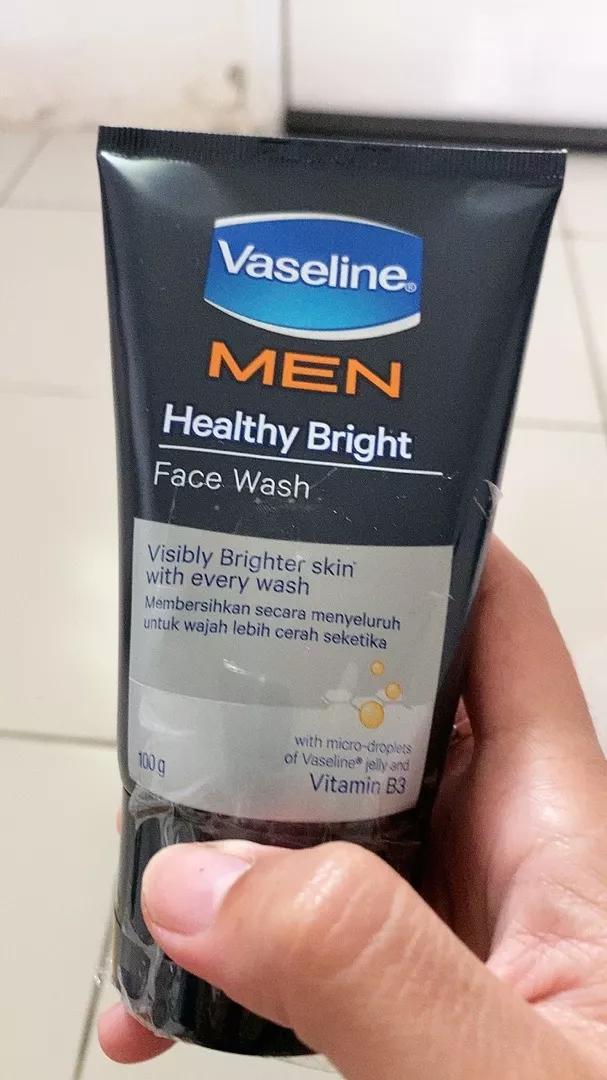 Vaseline®
MEN
Healthy Bright
Face Wash
Visibly Brighter skin
with every wash
Membersihkan secara menyeluruh
untuk wajah lebih cerah seketika
with micro-droplets
of Vaseline® jelly and
Vitamin B3
100 g